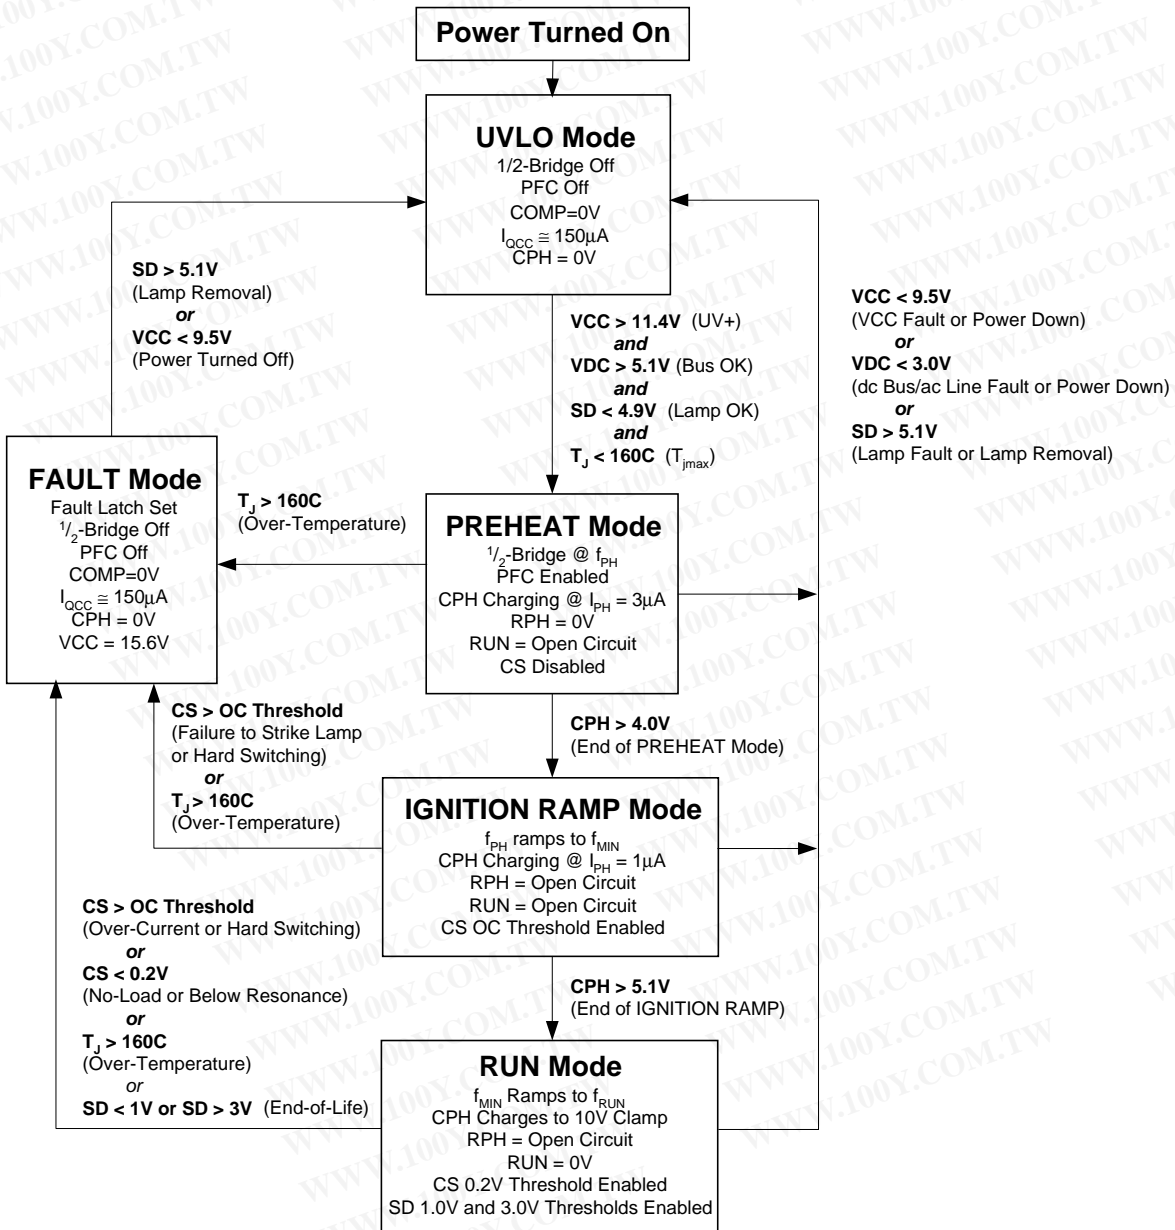 Power Turned On
UVLO Mode
1/2-Bridge Off
PFC Off
COMP=0V
I_QCC ≅ 150μA
CPH = 0V
SD > 5.1V
(Lamp Removal)
or
VCC < 9.5V
(Power Turned Off)
VCC > 11.4V (UV+)
and
VDC > 5.1V (Bus OK)
and
SD < 4.9V (Lamp OK)
and
T_J < 160C (T_jmax)
VCC < 9.5V
(VCC Fault or Power Down)
or
VDC < 3.0V
(dc Bus/ac Line Fault or Power Down)
or
SD > 5.1V
(Lamp Fault or Lamp Removal)
FAULT Mode
Fault Latch Set
1/2-Bridge Off
PFC Off
COMP=0V
I_QCC ≅ 150μA
CPH = 0V
VCC = 15.6V
T_J > 160C
(Over-Temperature)
PREHEAT Mode
1/2-Bridge @ f_PH
PFC Enabled
CPH Charging @ I_PH = 3μA
RPH = 0V
RUN = Open Circuit
CS Disabled
CS > OC Threshold
(Failure to Strike Lamp
or Hard Switching)
or
T_J > 160C
(Over-Temperature)
CPH > 4.0V
(End of PREHEAT Mode)
IGNITION RAMP Mode
f_PH ramps to f_MIN
CPH Charging @ I_PH = 1μA
RPH = Open Circuit
RUN = Open Circuit
CS OC Threshold Enabled
CS > OC Threshold
(Over-Current or Hard Switching)
or
CS < 0.2V
(No-Load or Below Resonance)
or
T_J > 160C
(Over-Temperature)
or
SD < 1V or SD > 3V (End-of-Life)
CPH > 5.1V
(End of IGNITION RAMP)
RUN Mode
f_MIN Ramps to f_RUN
CPH Charges to 10V Clamp
RPH = Open Circuit
RUN = 0V
CS 0.2V Threshold Enabled
SD 1.0V and 3.0V Thresholds Enabled
WWW.100Y.COM.TW